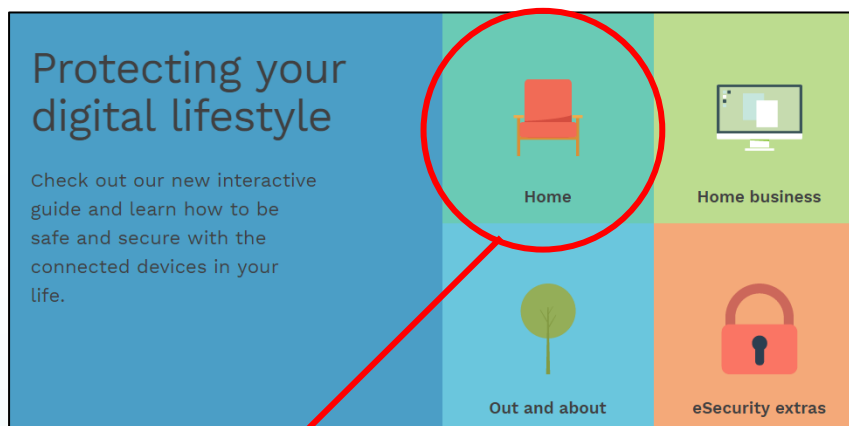 Protecting your
digital lifestyle
Check out our new interactive
guide and learn how to be
safe and secure with the
connected devices in your
life.
Home
Home business
Out and about
eSecurity extras